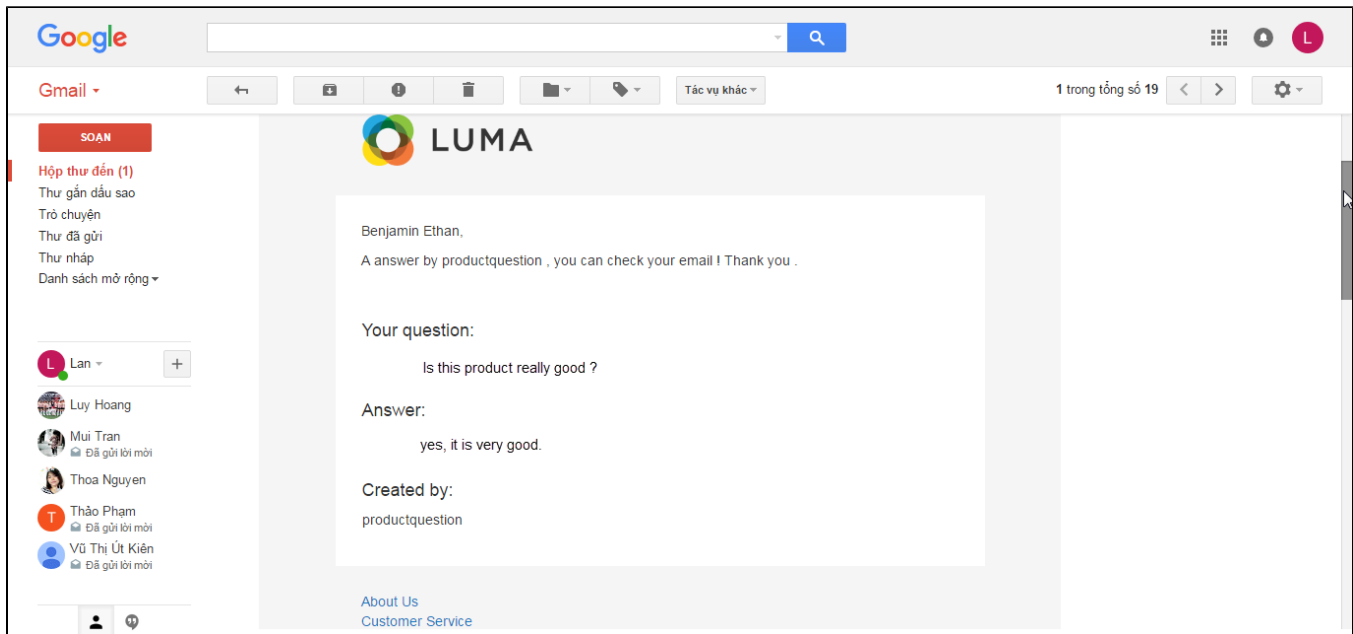 Google
L
Gmail
Tác vụ khác
1 trong tổng số 19
SOẠN
Hộp thư đến (1)
Thư gắn dấu sao
Trò chuyện
Thư đã gửi
Thư nháp
Danh sách mở rộng
L
Lan
+
Luy Hoang
Mui Tran
Đã gửi lời mời
Thoa Nguyen
T
Thảo Phạm
Đã gửi lời mời
Vũ Thị Út Kiên
Đã gửi lời mời
LUMA
Benjamin Ethan,
A answer by productquestion , you can check your email ! Thank you .
Your question:
Is this product really good ?
Answer:
yes, it is very good.
Created by:
productquestion
About Us
Customer Service